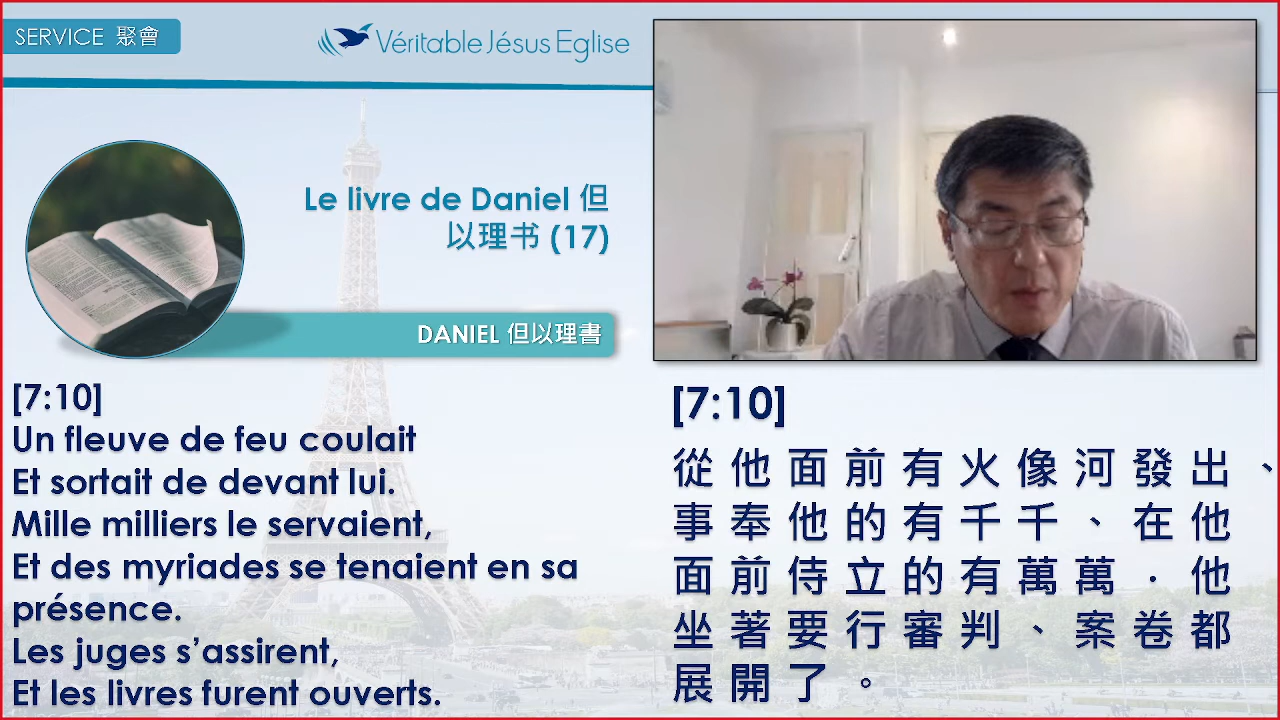 SERVICE 聚會
Véritable Jésus Eglise
Le livre de Daniel 但
以理书 (17)
DANIEL 但以理書
[7:10]
Un fleuve de feu coulait
Et sortait de devant lui.
Mille milliers le servaient,
Et des myriades se tenaient en sa
présence.
Les juges s’assirent,
Et les livres furent ouverts.
[7:10]
從他面前有火像河發出、
事奉他的有千千、在他
面前侍立的有萬萬．他
坐著要行審判、案卷都
展開了。